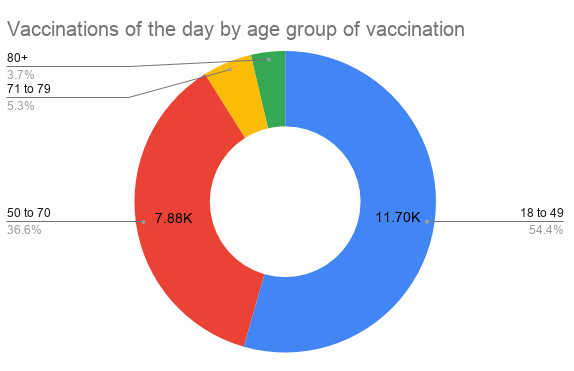 Vaccinations of the day by age group of vaccination
80+
3.7%
71 to 79
5.3%
50 to 70
36.6%
7.88K
11.70K
18 to 49
54.4%